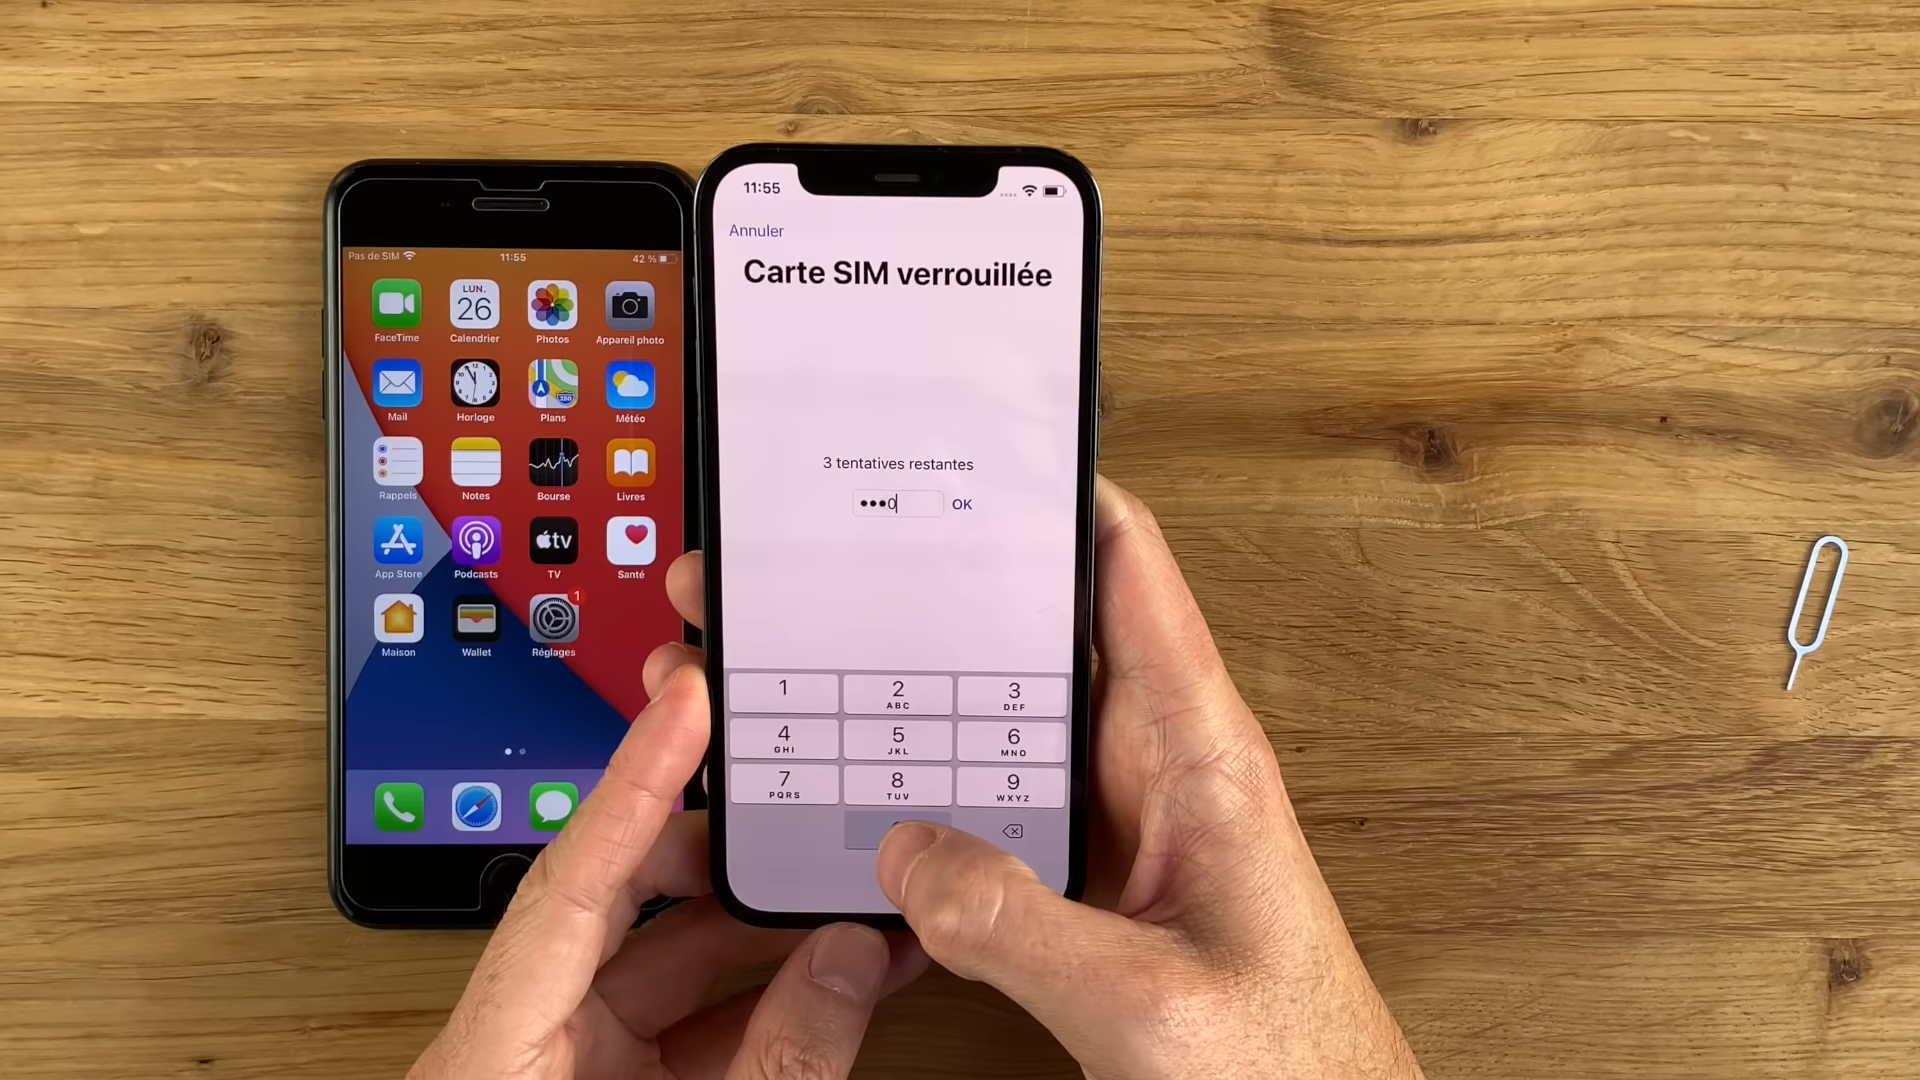 Pas de SIM 11:55 42 %
LUN.
26
FaceTime Calendrier Photos Appareil photo
280
Mail Horloge Plans Météo
Rappels Notes Bourse Livres
tv
App Store Podcasts TV Santé
1
Maison Wallet Réglages
11:55
Annuler
Carte SIM verrouillée
3 tentatives restantes
•••0 OK
1 2 3
ABC DEF
4 5 6
GHI JKL MNO
7 8 9
PQRS TUV WXYZ